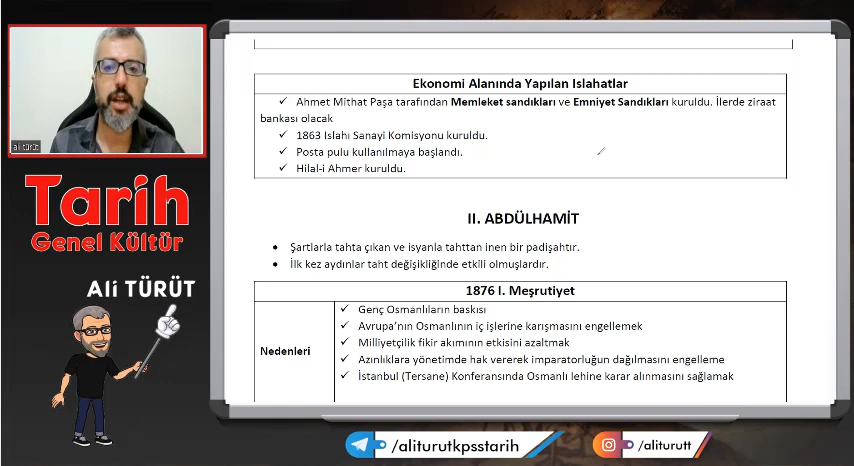 ali türüt
Tarih
Genel Kültür
Ali TÜRÜT
Ekonomi Alanında Yapılan Islahatlar
✓ Ahmet Mithat Paşa tarafından Memleket sandıkları ve Emniyet Sandıkları kuruldu. İlerde ziraat
bankası olacak
✓ 1863 Islahı Sanayi Komisyonu kuruldu.
✓ Posta pulu kullanılmaya başlandı.
✓ Hilal-i Ahmer kuruldu.
II. ABDÜLHAMİT
• Şartlarla tahta çıkan ve isyanla tahttan inen bir padişahtır.
• İlk kez aydınlar taht değişikliğinde etkili olmuşlardır.
1876 I. Meşrutiyet
Nedenleri
✓ Genç Osmanlıların baskısı
✓ Avrupa’nın Osmanlının iç işlerine karışmasını engellemek
✓ Milliyetçilik fikir akımının etkisini azaltmak
✓ Azınlıklara yönetimde hak vererek imparatorluğun dağılmasını engelleme
✓ İstanbul (Tersane) Konferansında Osmanlı lehine karar alınmasını sağlamak
/aliturutkpsstarih
/aliturutt